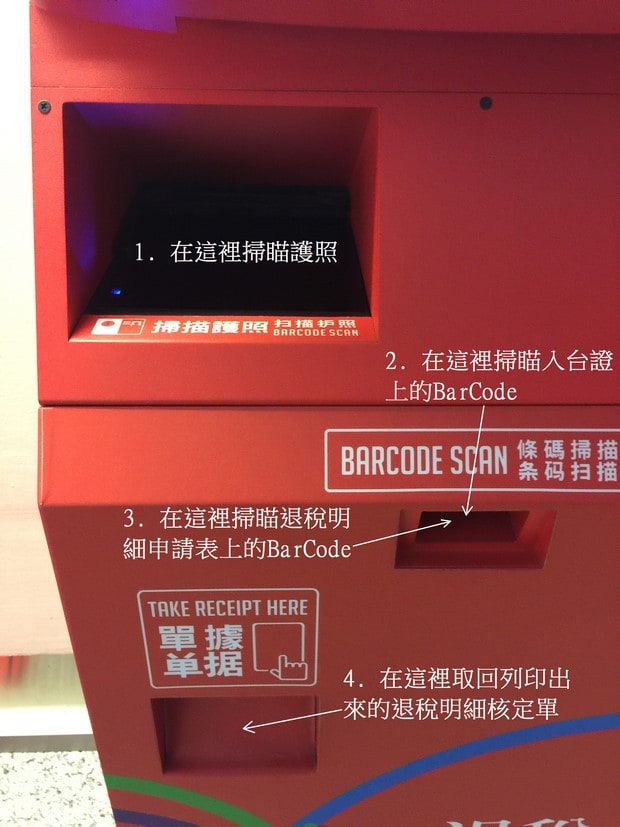 1. 在這裡掃瞄護照
掃描護照 扫描护照
BARCODE SCAN
2. 在這裡掃瞄入台證
上的BarCode
BARCODE SCAN 條碼掃描
条码扫描
3. 在這裡掃瞄退稅明
細申請表上的BarCode
TAKE RECEIPT HERE
單據
单据
4. 在這裡取回列印出
來的退稅明細核定單